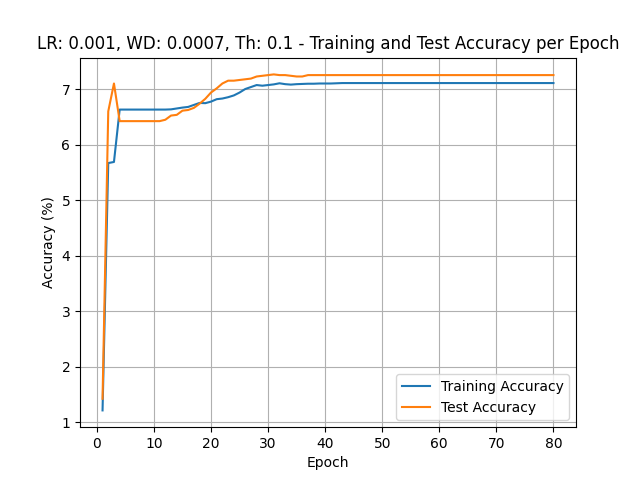 LR: 0.001, WD: 0.0007, Th: 0.1 - Training and Test Accuracy per Epoch
7
6
5
4
3
2
1
Accuracy (%)
0 10 20 30 40 50 60 70 80
Epoch
Training Accuracy
Test Accuracy